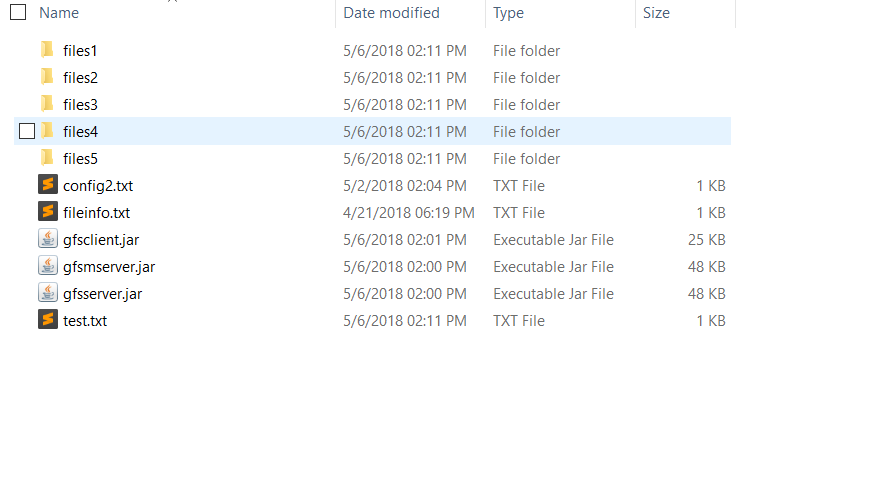 Name Date modified Type Size
files1 5/6/2018 02:11 PM File folder
files2 5/6/2018 02:11 PM File folder
files3 5/6/2018 02:11 PM File folder
files4 5/6/2018 02:11 PM File folder
files5 5/6/2018 02:11 PM File folder
config2.txt 5/2/2018 02:04 PM TXT File 1 KB
fileinfo.txt 4/21/2018 06:19 PM TXT File 1 KB
gfsclient.jar 5/6/2018 02:01 PM Executable Jar File 25 KB
gfsmserver.jar 5/6/2018 02:00 PM Executable Jar File 48 KB
gfsserver.jar 5/6/2018 02:00 PM Executable Jar File 48 KB
test.txt 5/6/2018 02:11 PM TXT File 1 KB